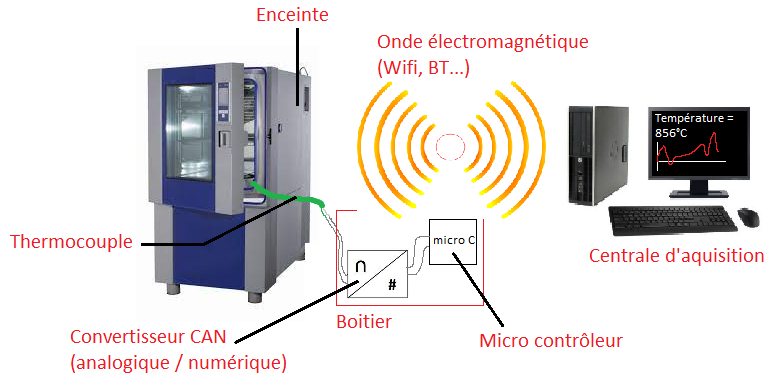 Enceinte
Onde électromagnétique
(Wifi, BT...)
Température =
856°C
Thermocouple
micro C
∩
#
Centrale d'aquisition
Boitier
Convertisseur CAN
(analogique / numérique)
Micro contrôleur